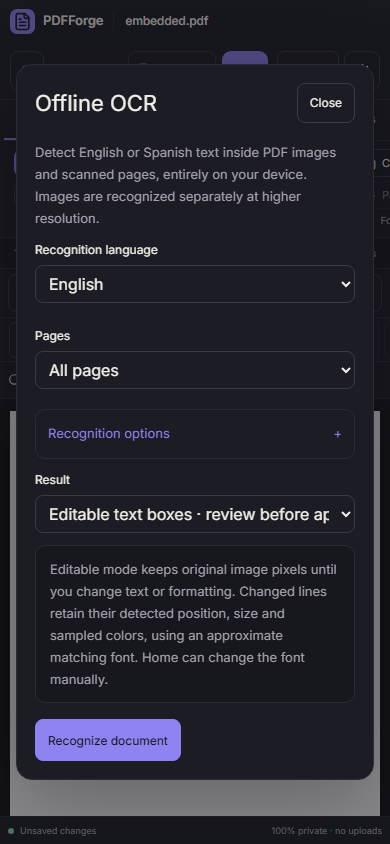 PDFForge
embedded.pdf
Offline OCR
Close
Detect English or Spanish text inside PDF images
and scanned pages, entirely on your device.
Images are recognized separately at higher
resolution.
Recognition language
English
Pages
All pages
Recognition options
+
Result
Editable text boxes · review before ap
Editable mode keeps original image pixels until
you change text or formatting. Changed lines
retain their detected position, size and
sampled colors, using an approximate
matching font. Home can change the font
manually.
Recognize document
Unsaved changes
100% private · no uploads